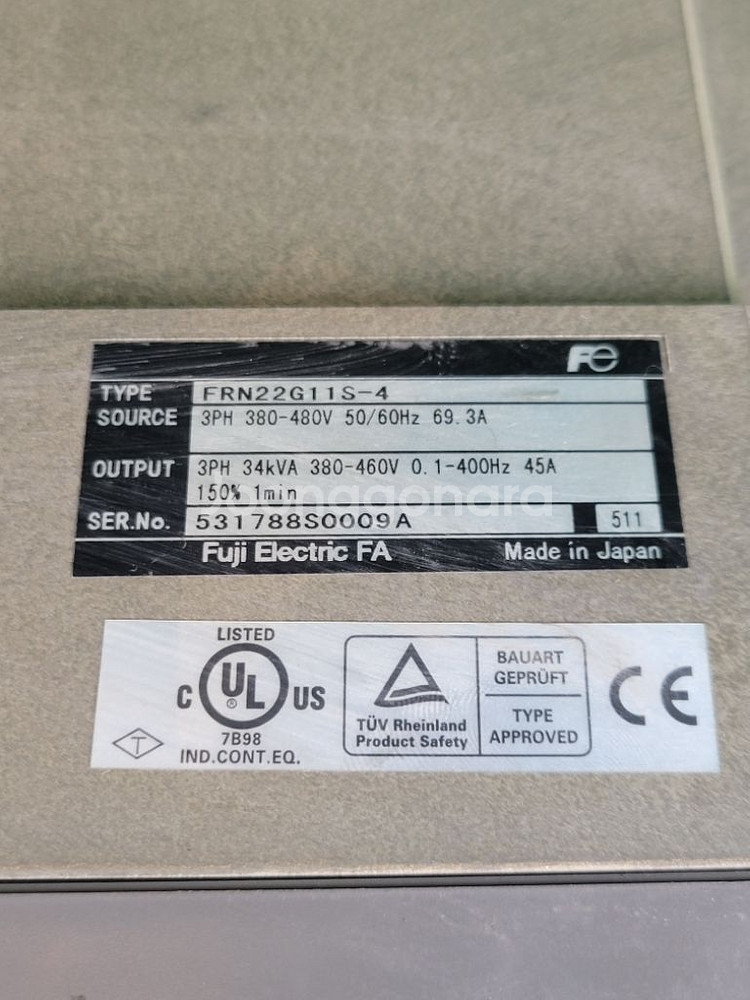 Fe
TYPE FRN22G11S-4
SOURCE 3PH 380-480V 50/60Hz 69.3A
OUTPUT 3PH 34kVA 380-460V 0.1-400Hz 45A
150% 1min
joonggonara
SER.No. 531788S0009A 511
Fuji Electric FA Made in Japan
LISTED
C UL ® US
7B98
IND.CONT.EQ.
T
TÜV Rheinland
Product Safety
BAUART
GEPRÜFT
TYPE
APPROVED
CE